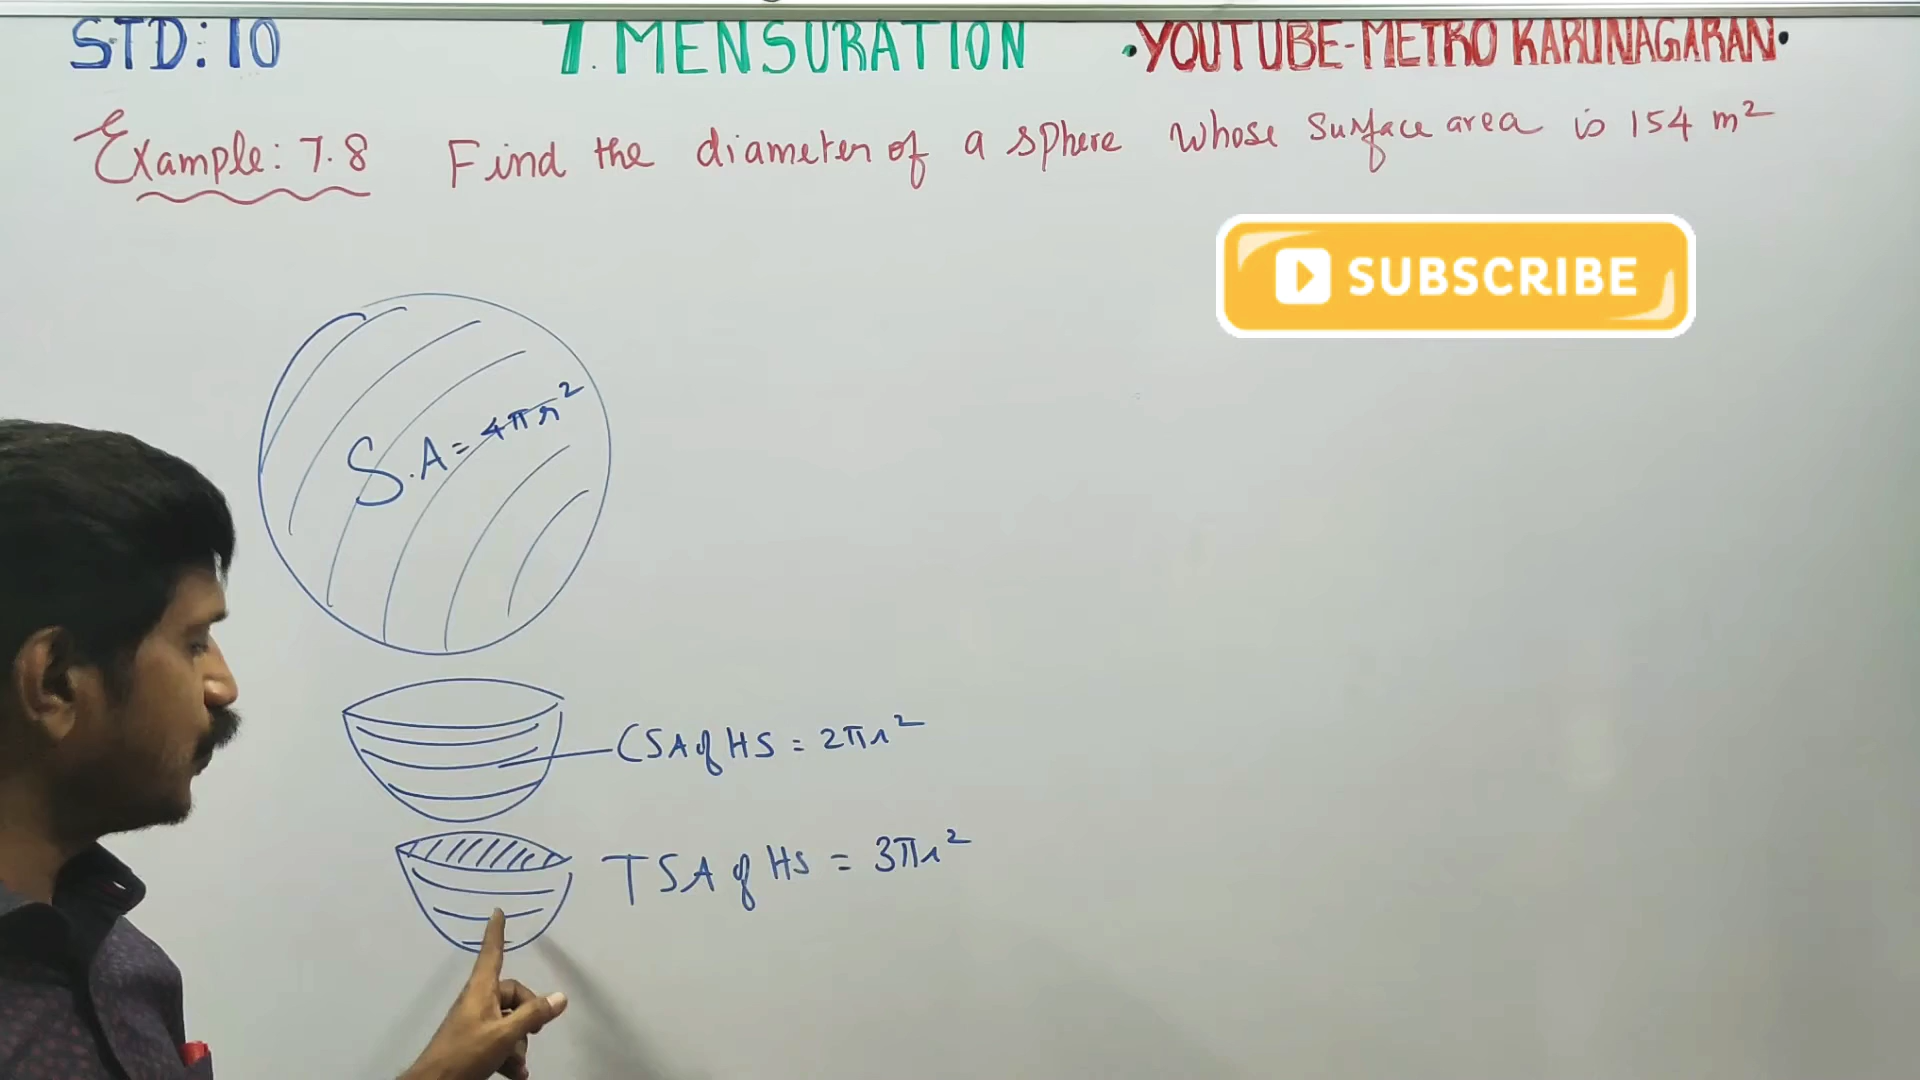 STD: 10 7. MENSURATION •YOUTUBE-METRO KARUNAGARAN•
Example: 7.8 Find the diameter of a sphere whose surface area is 154 m²
SUBSCRIBE
S.A = 4πr²
CSA of HS = 2πr²
TSA of HS = 3πr²